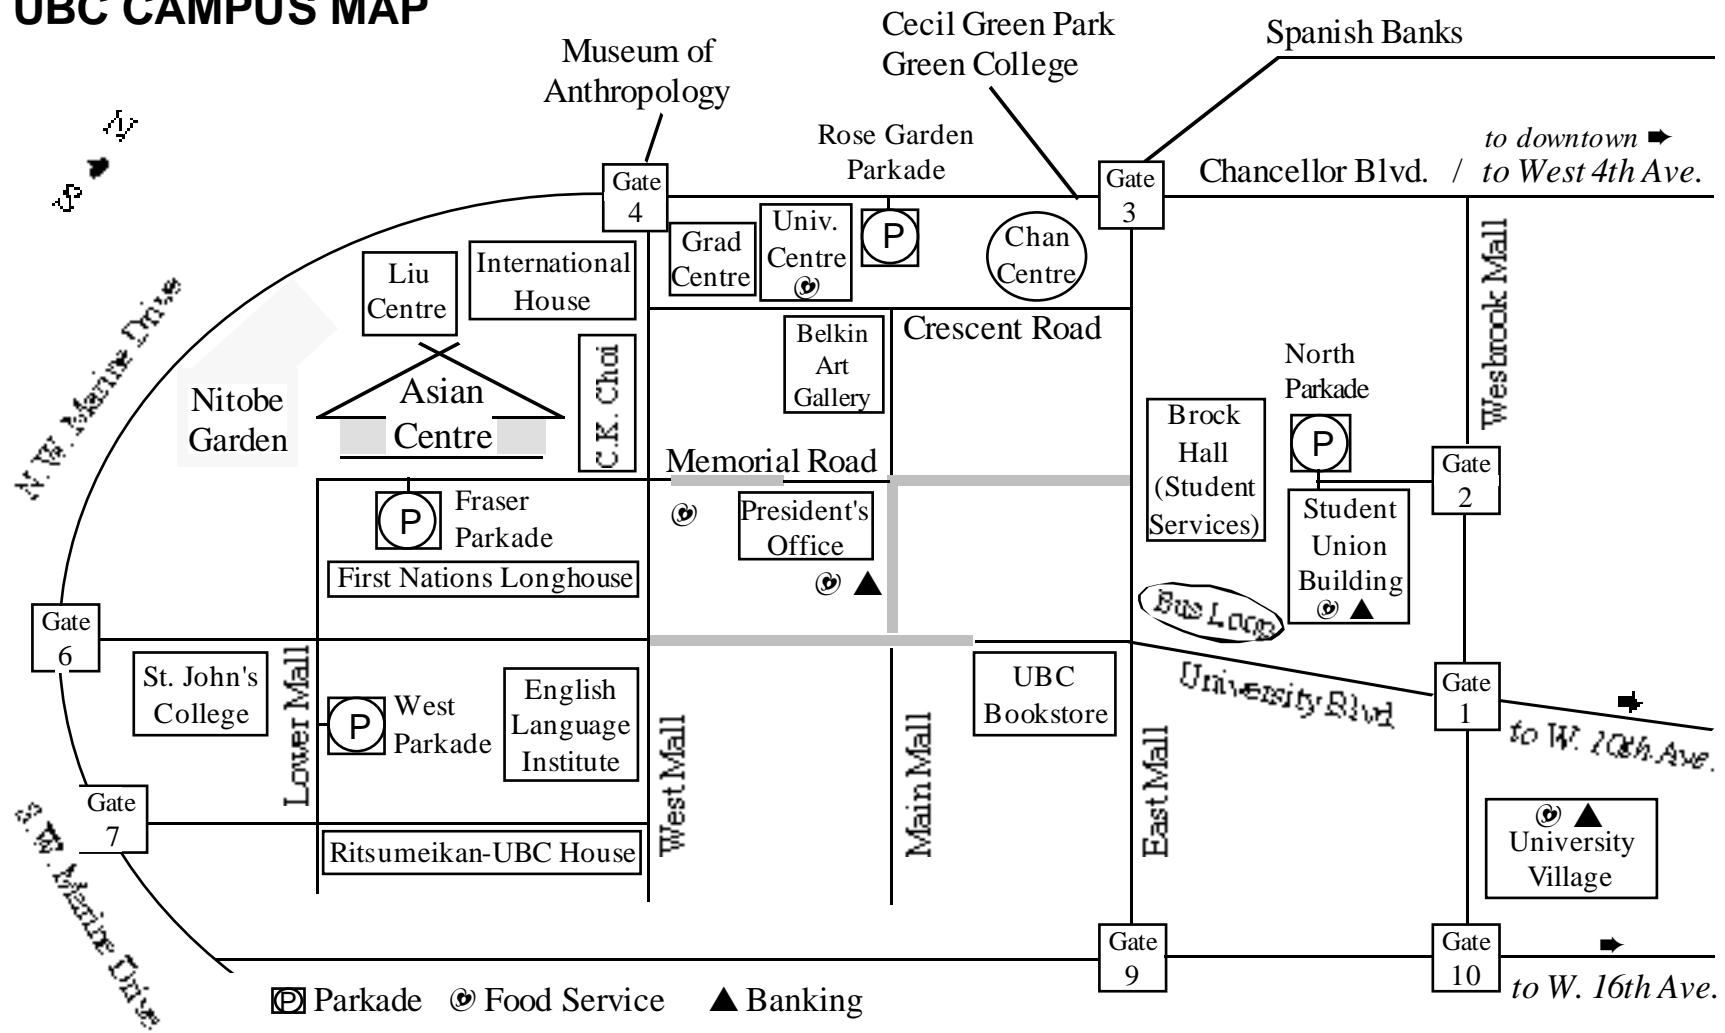 UBC CAMPUS MAP
Museum of
Anthropology
Cecil Green Park
Green College
Spanish Banks
N
S
Rose Garden
Parkade
to downtown
Chancellor Blvd. / to West 4th Ave.
Gate
4
Gate
3
Grad
Centre
Univ.
Centre
P
Chan
Centre
Liu
Centre
International
House
N.W. Marine Drive
Nitobe
Garden
Asian
Centre
C.K. Choi
Belkin
Art
Gallery
Crescent Road
Wesbrook Mall
North
Parkade
P
Brock
Hall
(Student
Services)
Gate
2
Memorial Road
P
Fraser
Parkade
President's
Office
Student
Union
Building
First Nations Longhouse
Bus Loop
Gate
6
St. John's
College
Lower Mall
P
West
Parkade
English
Language
Institute
West Mall
Main Mall
UBC
Bookstore
East Mall
University Blvd.
Gate
1
to W. 10th Ave.
Gate
7
Ritsumeikan-UBC House
S.W. Marine Drive
University
Village
Gate
9
Gate
10
to W. 16th Ave.
P Parkade Food Service Banking